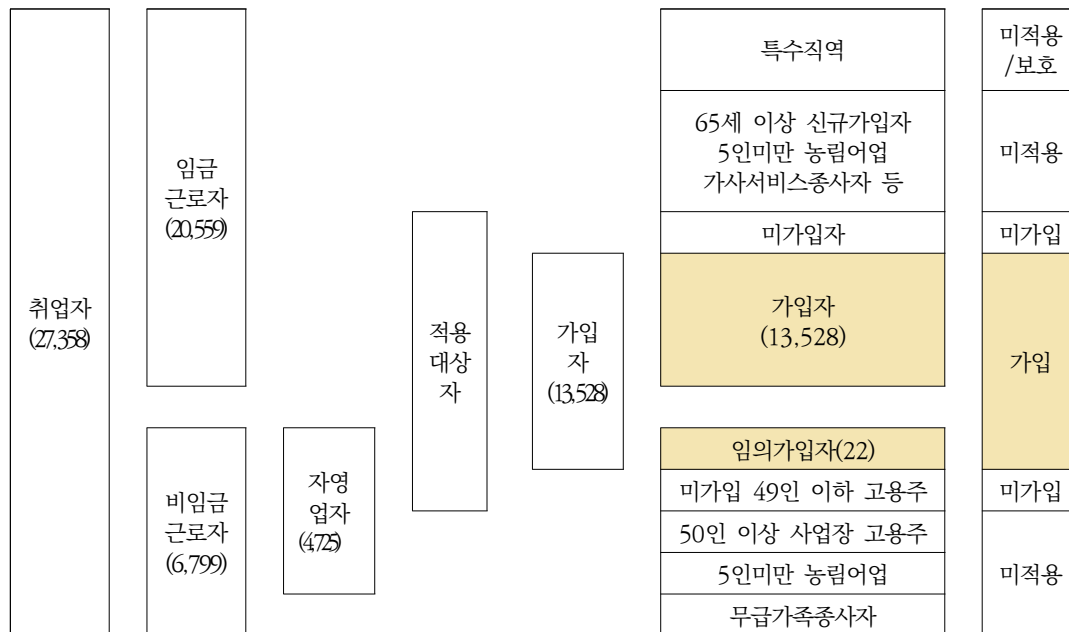 취업자
(27,358)
임금
근로자
(20,559)
비임금
근로자
(6,799)
자영
업자
(4,725)
적용
대상
자
가입
자
(13,528)
특수직역
65세 이상 신규가입자
5인미만 농림어업
가사서비스종사자 등
미가입자
가입자
(13,528)
임의가입자(22)
미가입 49인 이하 고용주
50인 이상 사업장 고용주
5인미만 농림어업
무급가족종사자
미적용
/보호
미적용
미가입
가입
미가입
미적용